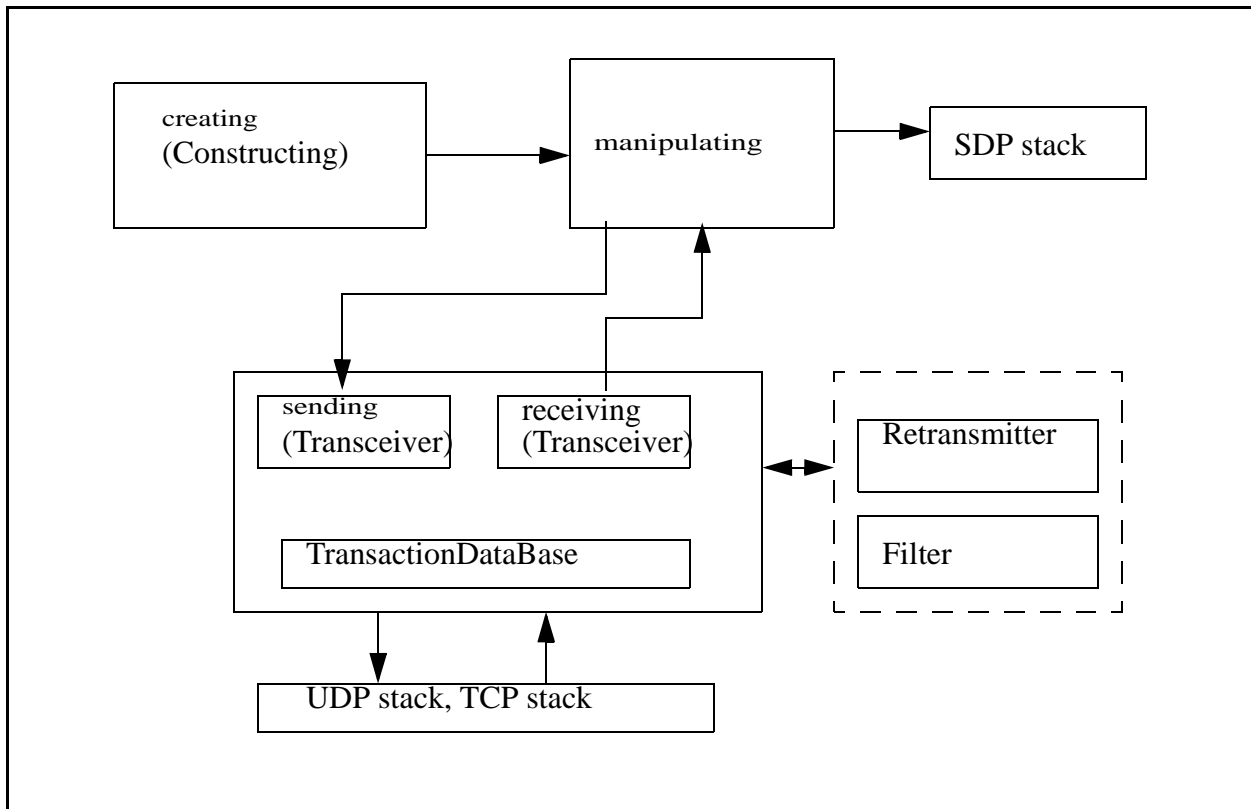 creating
(Constructing)
manipulating
SDP stack
sending
(Transceiver)
receiving
(Transceiver)
Retransmitter
TransactionDataBase
Filter
UDP stack, TCP stack